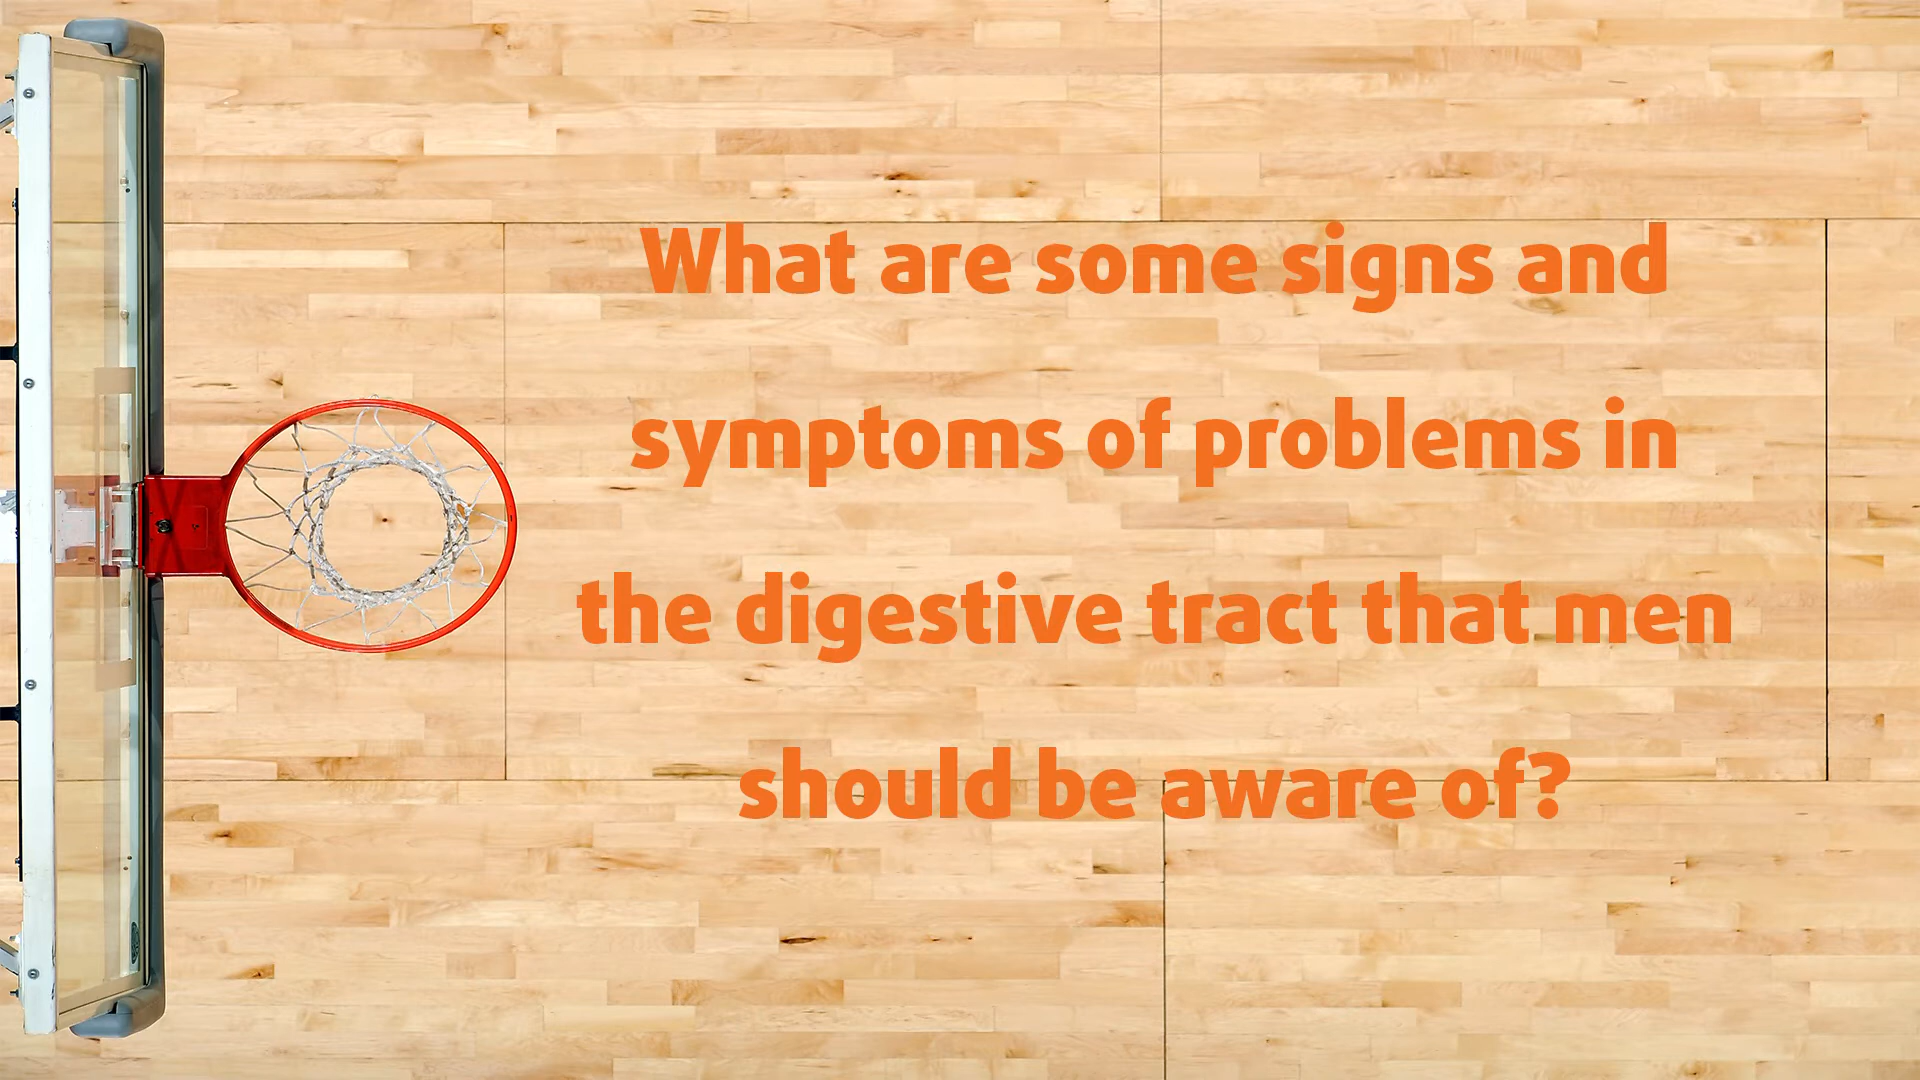 What are some signs and
symptoms of problems in
the digestive tract that men
should be aware of?